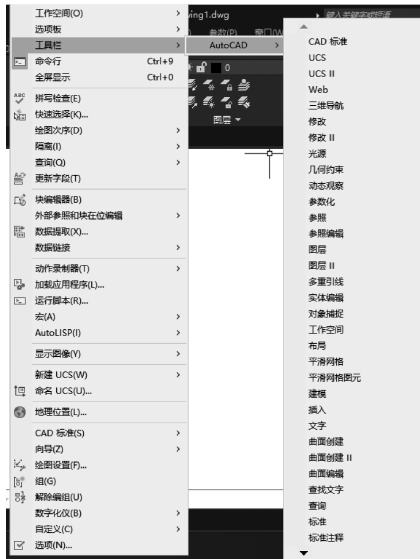 工作空间(O)
选项板
工具栏
命令行 Ctrl+9
全屏显示 Ctrl+0
拼写检查(E)
快速选择(K)...
绘图次序(D)
隔离(I)
查询(Q)
更新字段(T)
块编辑器(B)
外部参照和块在位编辑
数据提取(X)...
数据链接
动作录制器(T)
加载应用程序(L)...
运行脚本(R)...
宏(A)
AutoLISP(I)
显示图像(Y)
新建 UCS(W)
命名 UCS(U)...
地理位置(L)...
CAD 标准(S)
向导(Z)
绘图设置(F)...
组(G)
解除编组(U)
数字化仪(B)
自定义(C)
选项(N)...
ving1.dwg
键入关键字或短语
参数(P) 窗口(W
AutoCAD
0
图层
CAD 标准
UCS
UCS II
Web
三维导航
修改
修改 II
光源
几何约束
动态观察
参数化
参照
参照编辑
图层
图层 II
多重引线
实体编辑
对象捕捉
工作空间
布局
平滑网格
平滑网格图元
建模
插入
文字
曲面创建
曲面创建 II
曲面编辑
查找文字
查询
标准
标准注释